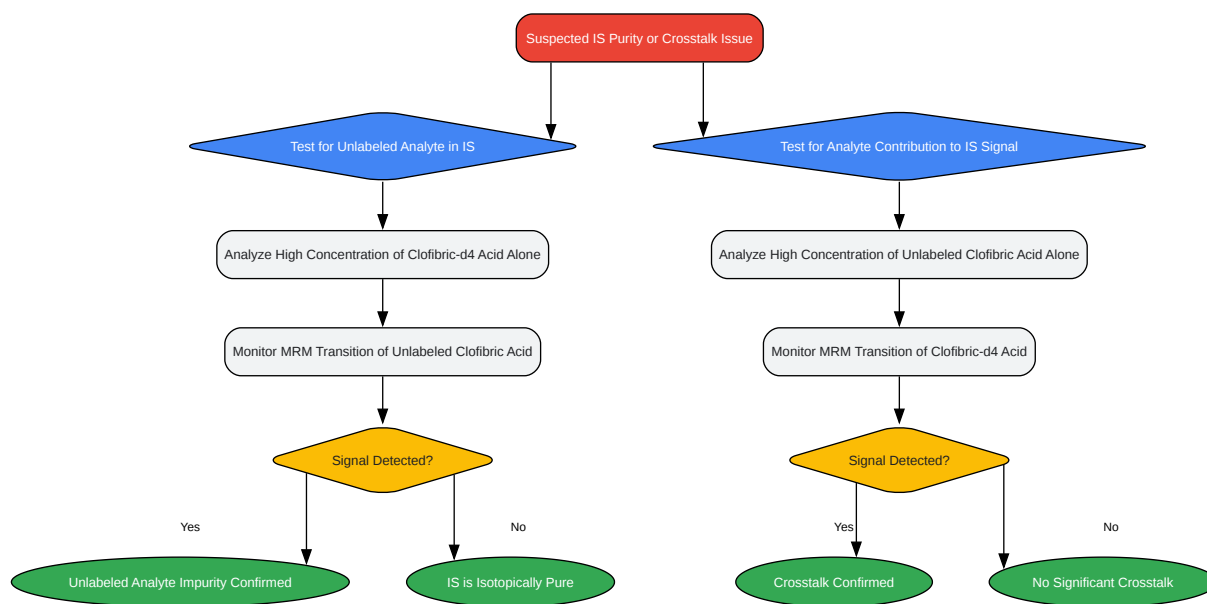 Suspected IS Purity or Crosstalk Issue
Test for Unlabeled Analyte in IS
Test for Analyte Contribution to IS Signal
Analyze High Concentration of Clofibric-d4 Acid Alone
Analyze High Concentration of Unlabeled Clofibric Acid Alone
Monitor MRM Transition of Unlabeled Clofibric Acid
Monitor MRM Transition of Clofibric-d4 Acid
Signal Detected?
Signal Detected?
Yes
No
Yes
No
Unlabeled Analyte Impurity Confirmed
IS is Isotopically Pure
Crosstalk Confirmed
No Significant Crosstalk